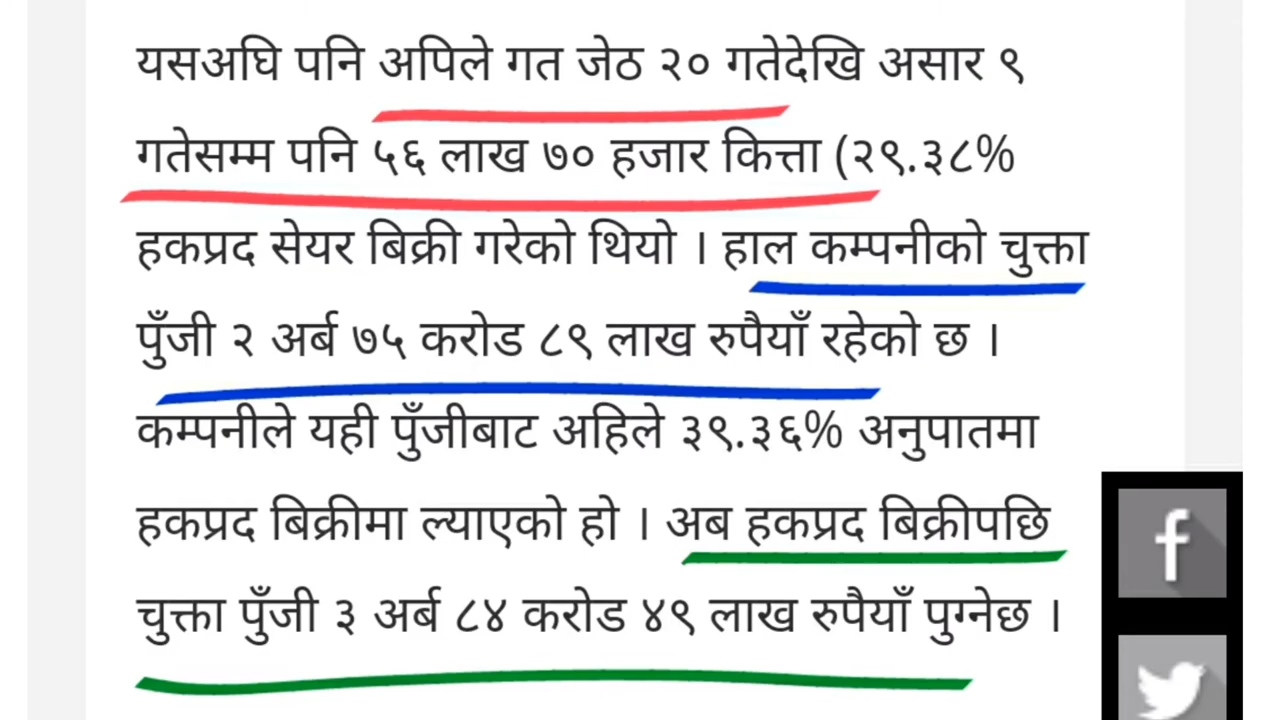 यसअघि पनि अपिले गत जेठ २० गतेदेखि असार ९
गतेसम्म पनि ५६ लाख ७० हजार कित्ता (२९.३८%
हकप्रद सेयर बिक्री गरेको थियो । हाल कम्पनीको चुक्ता
पुँजी २ अर्ब ७५ करोड ८९ लाख रुपैयाँ रहेको छ ।
कम्पनीले यही पुँजीबाट अहिले ३९.३६% अनुपातमा
हकप्रद बिक्रीमा ल्याएको हो । अब हकप्रद बिक्रीपछि
चुक्ता पुँजी ३ अर्ब ८४ करोड ४९ लाख रुपैयाँ पुग्नेछ ।